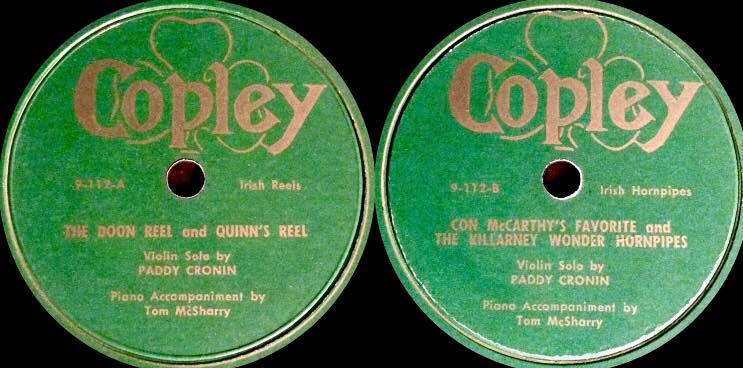 Copley
9-112-A Irish Reels
THE DOON REEL and QUINN'S REEL
Violin Solo by
PADDY CRONIN
Piano Accompaniment by
Tom McSharry
Copley
9-112-B Irish Hornpipes
CON McCARTHY'S FAVORITE and
THE KILLARNEY WONDER HORNPIPES
Violin Solo by
PADDY CRONIN
Piano Accompaniment by
Tom McSharry